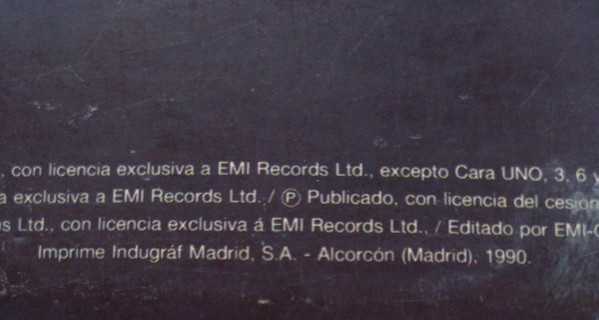 , con licencia exclusiva a EMI Records Ltd., excepto Cara UNO, 3, 6 y
a exclusiva a EMI Records Ltd./ Ⓟ Publicado, con licencia del cesion
s Ltd., con licencia exclusiva á EMI Records Ltd., / Editado por EMI-
Imprime Indugráf Madrid, S.A. - Alcorcón (Madrid), 1990.